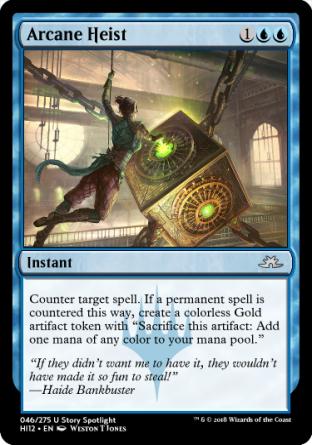 Arcane Heist 1
Instant
Counter target spell. If a permanent spell is
countered this way, create a colorless Gold
artifact token with “Sacrifice this artifact: Add
one mana of any color to your mana pool.”
“If they didn’t want me to have it, they wouldn’t
have made it so fun to steal!”
—Haide Bankbuster
046/275 U Story Spotlight
HI12 • EN WESTON T TONES
™ & © 2018 Wizards of the Coast